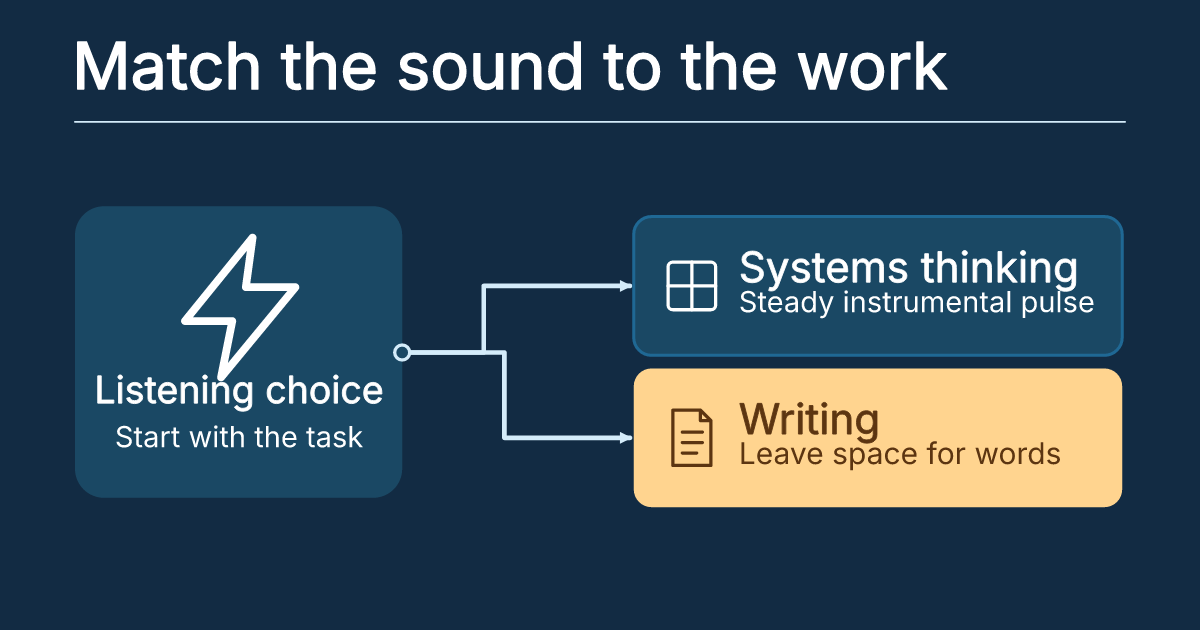 Match the sound to the work
Listening choice
Start with the task
Systems thinking
Steady instrumental pulse
Writing
Leave space for words